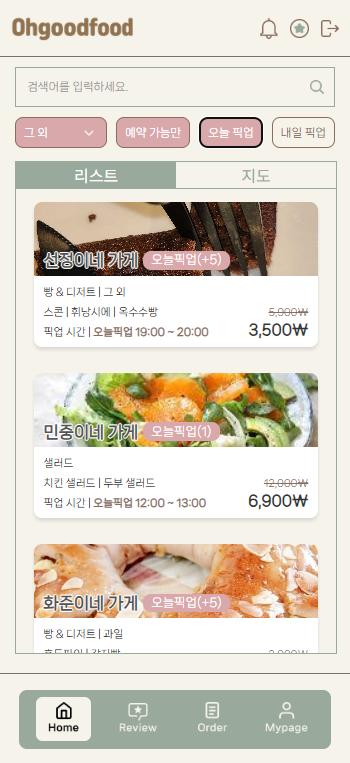 Ohgoodfood
검색어를 입력하세요.
그 외 예약 가능만 오늘 픽업 내일 픽업
리스트 지도
선정이네 가게 오늘픽업(+5)
빵 & 디저트 | 그 외
스콘 | 휘낭시에 | 옥수수빵 5,900₩
픽업 시간 | 오늘픽업 19:00 ~ 20:00 3,500₩
민중이네 가게 오늘픽업(1)
샐러드
치킨 샐러드 | 두부 샐러드 12,000₩
픽업 시간 | 오늘픽업 12:00 ~ 13:00 6,900₩
화준이네 가게 오늘픽업(+5)
빵 & 디저트 | 과일
Home Review Order Mypage